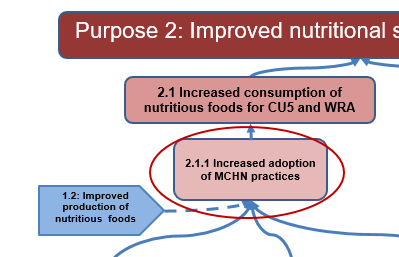 Purpose 2: Improved nutritional s
2.1 Increased consumption of
nutritious foods for CU5 and WRA
2.1.1 Increased adoption
of MCHN practices
1.2: Improved
production of
nutritious foods